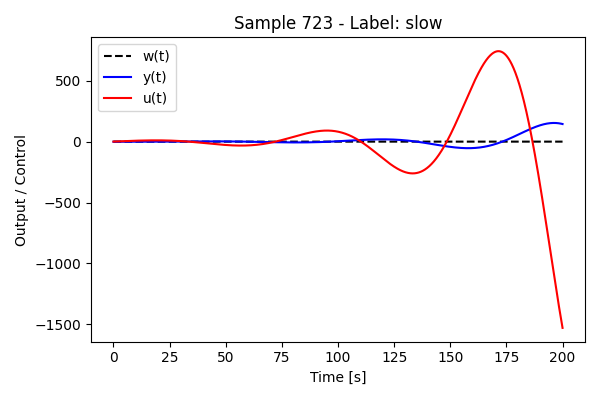 Sample 723 - Label: slow
w(t)
y(t)
u(t)
Output / Control
500
0
−500
−1000
−1500
0 25 50 75 100 125 150 175 200
Time [s]